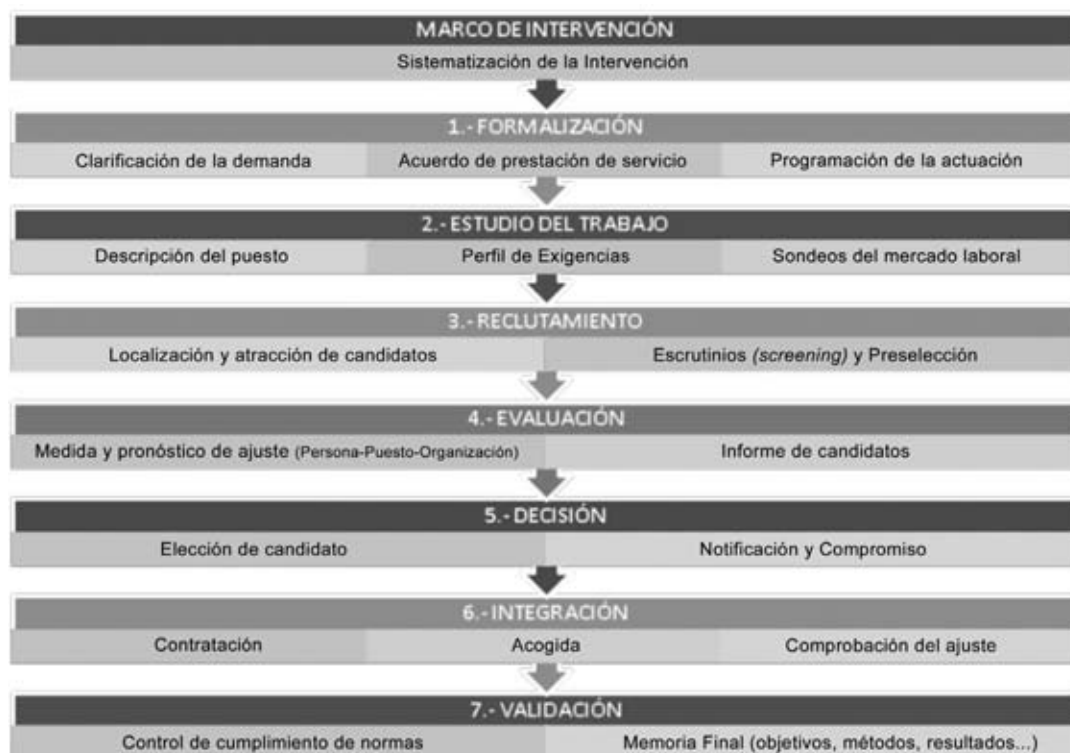 MARCO DE INTERVENCIÓN
Sistematización de la Intervención
1.- FORMALIZACIÓN
Clarificación de la demanda Acuerdo de prestación de servicio Programación de la actuación
2.- ESTUDIO DEL TRABAJO
Descripción del puesto Perfil de Exigencias Sondeos del mercado laboral
3.- RECLUTAMIENTO
Localización y atracción de candidatos Escrutinios (screening) y Preselección
4.- EVALUACIÓN
Medida y pronóstico de ajuste (Persona-Puesto-Organización) Informe de candidatos
5.- DECISIÓN
Elección de candidato Notificación y Compromiso
6.- INTEGRACIÓN
Contratación Acogida Comprobación del ajuste
7.- VALIDACIÓN
Control de cumplimiento de normas Memoria Final (objetivos, métodos, resultados...)